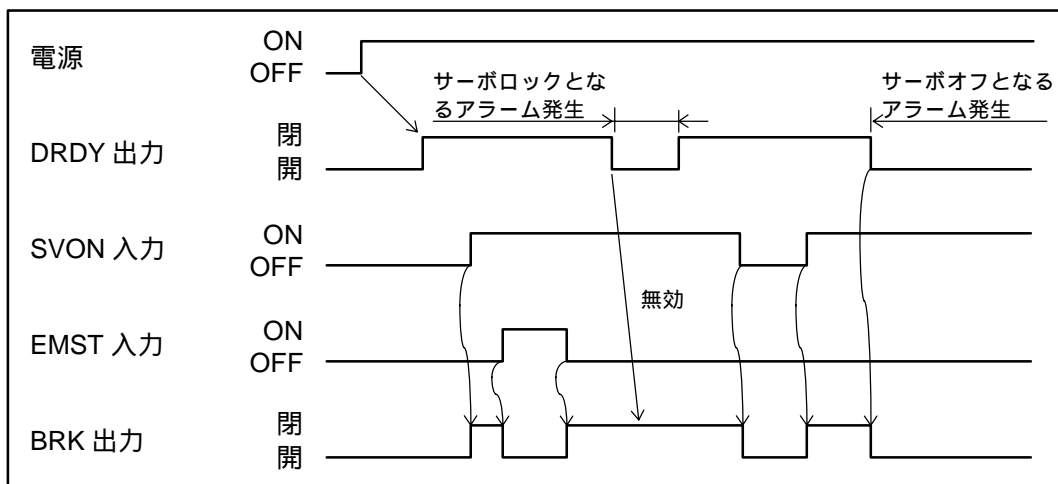 電源
ON
OFF
サーボロックとな
るアラーム発生
サーボオフとなる
アラーム発生
DRDY 出力
閉
開
SVON 入力
ON
OFF
無効
EMST 入力
ON
OFF
BRK 出力
閉
開